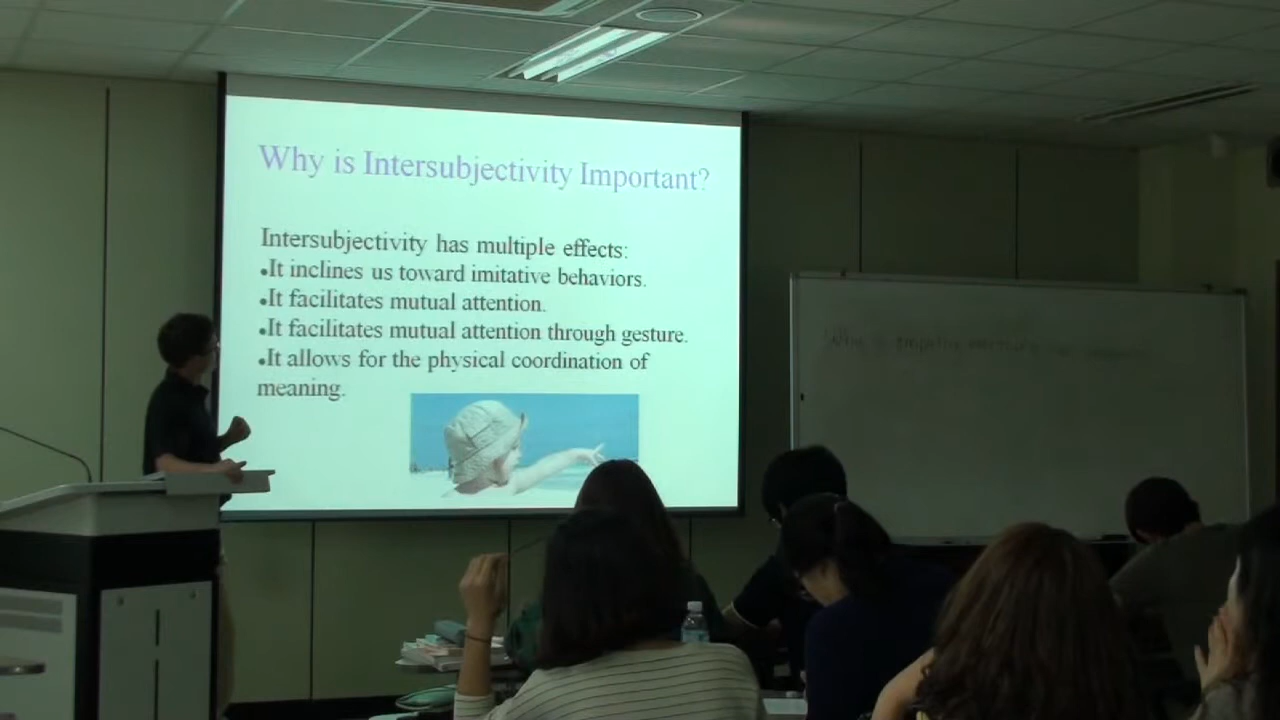 Why is Intersubjectivity Important?
Intersubjectivity has multiple effects:
•It inclines us toward imitative behaviors.
•It facilitates mutual attention.
•It facilitates mutual attention through gesture.
•It allows for the physical coordination of
meaning.